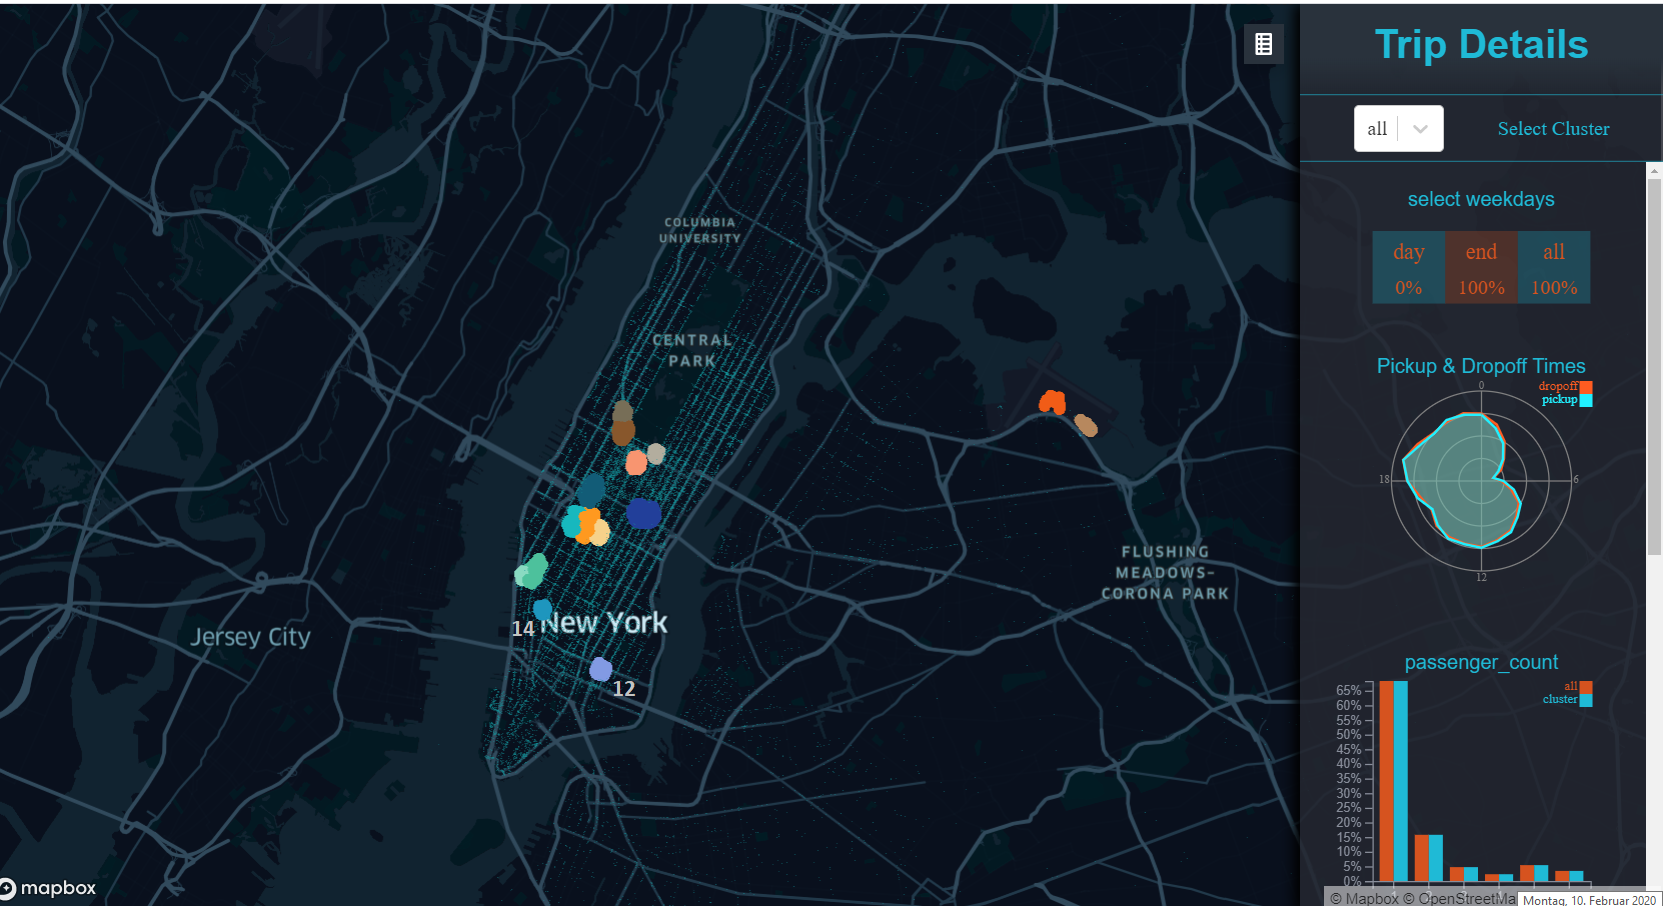 COLUMBIA
UNIVERSITY
CENTRAL
PARK
FLUSHING
MEADOWS-
CORONA PARK
Jersey City
14
New York
12
mapbox
Trip Details
all
Select Cluster
select weekdays
day end all
0% 100% 100%
Pickup & Dropoff Times
dropoff
pickup
0
18
6
12
passenger_count
all
cluster
65%
60%
55%
50%
45%
40%
35%
30%
25%
20%
15%
10%
5%
0%
© Mapbox © OpenStreetMa
Montag, 10. Februar 2020